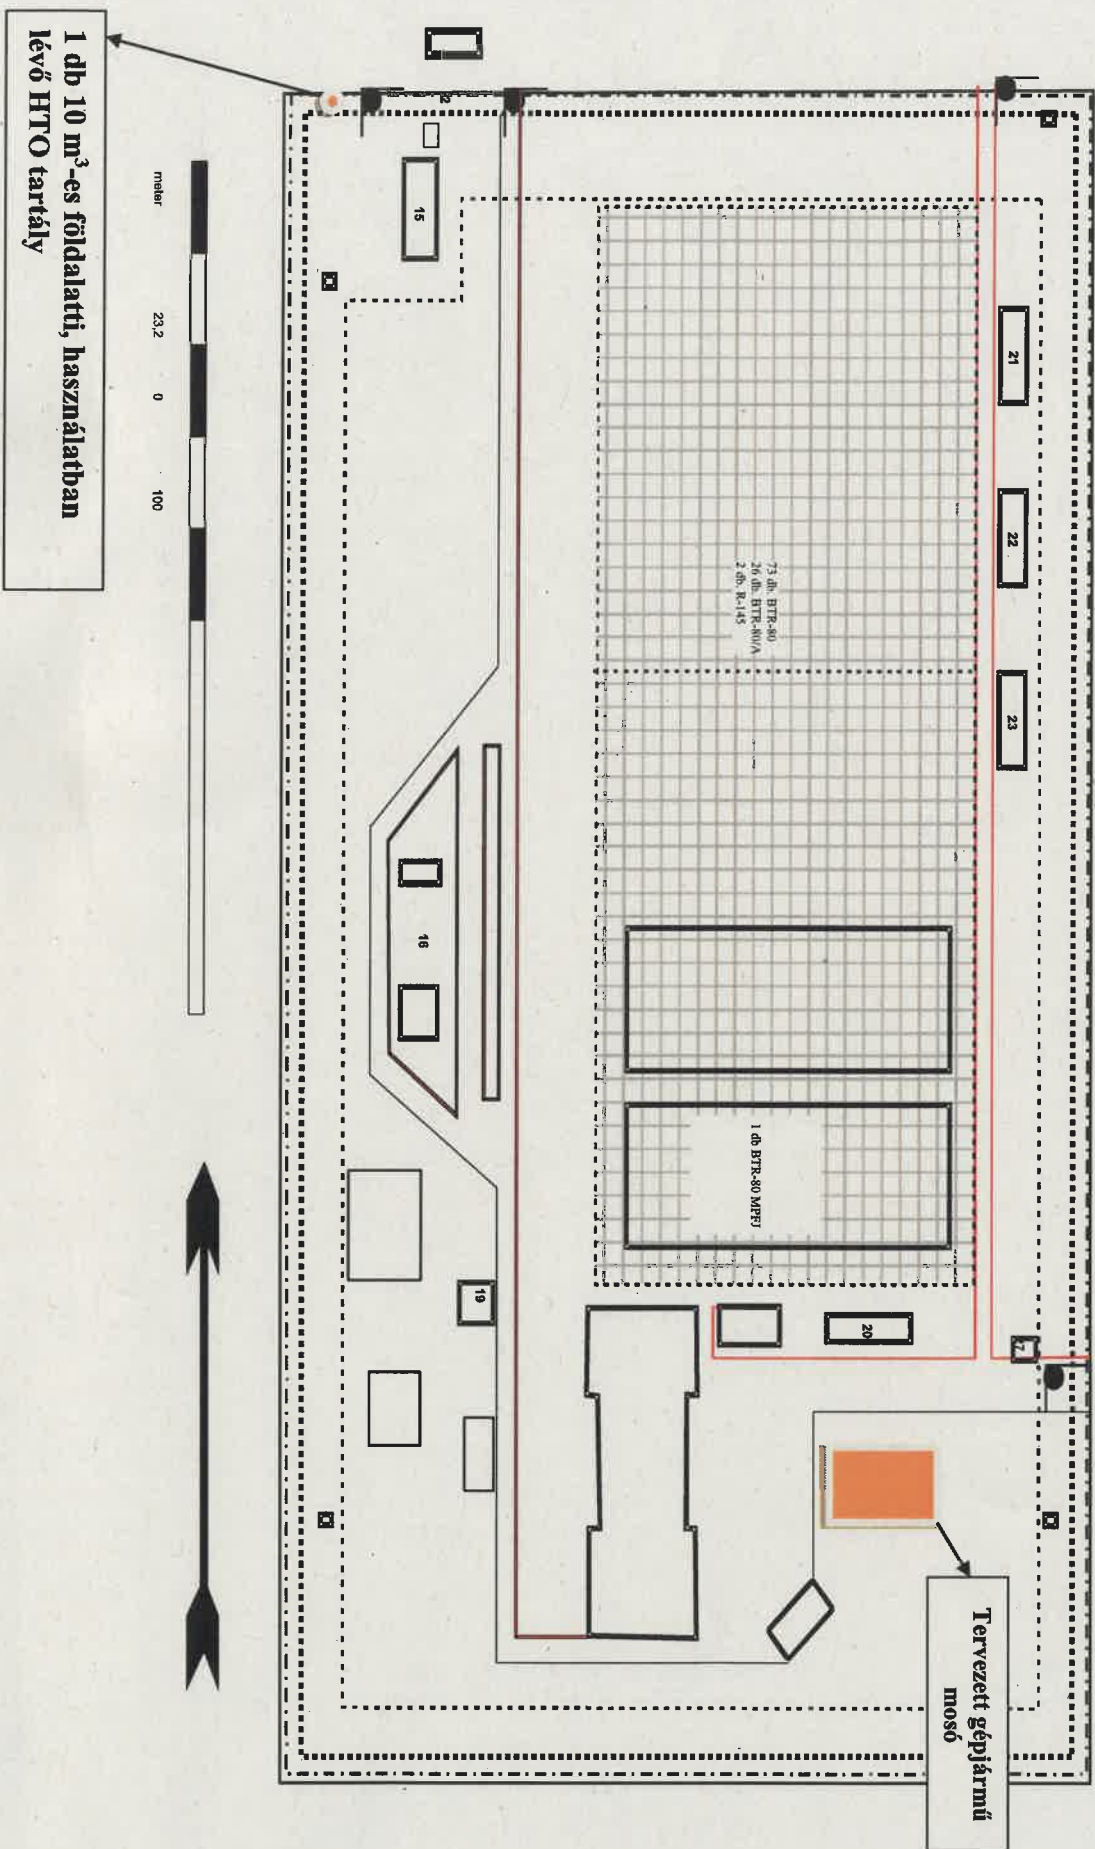 1 db 10 m³-es földalatti, használatban
lévő HTO tartály
meter
23,2
0
100
2
15
16
19
73 db. BTR-80
26 db. BTR-80/A
2 db. R-145
1 db BTR-80 MPFJ
20
21
22
23
Tervezett gépjármű
mosó